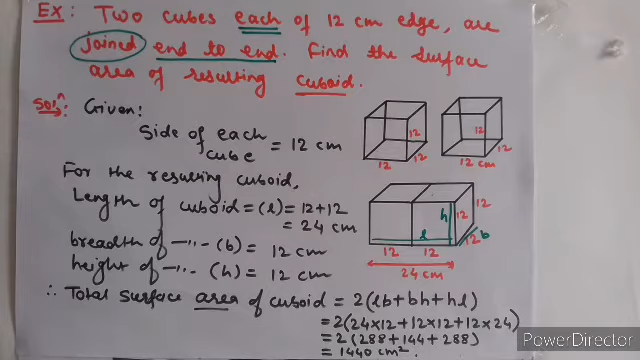 Ex: Two cubes each of 12 cm edge, are
joined end to end. Find the surface
area of resulting cuboid.
Solⁿ: Given:
Side of each cube = 12 cm
For the resulting cuboid,
Length of cuboid = (l) = 12+12
= 24 cm
breadth of —"— (b) = 12 cm
height of —"— (h) = 12 cm
∴ Total surface area of cuboid = 2(lb+bh+hl)
= 2(24×12+12×12+12×24)
= 2(288+144+288)
= 1440 cm².
12
12
12
12
12 cm
12
h
12
12
l
12 b
12
12
24 cm
PowerDirector